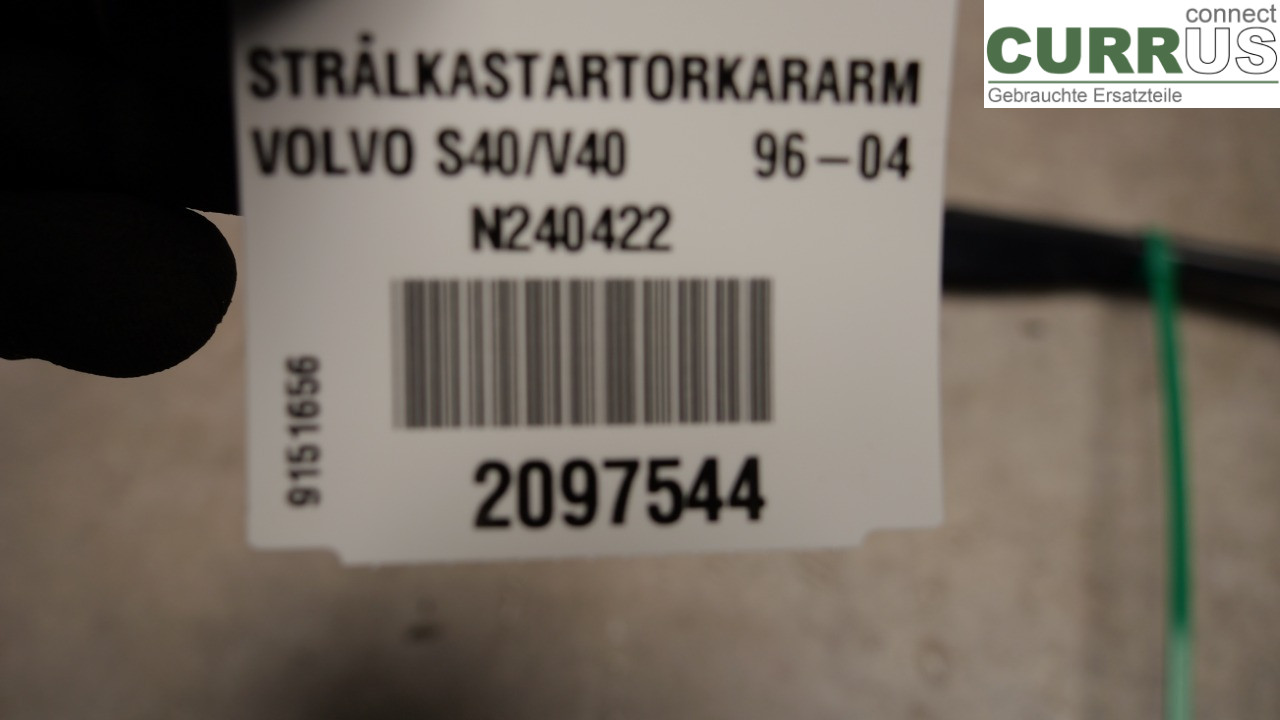 connect
CURRUS
Gebrauchte Ersatzteile
STRÅLKASTARTORKARARM
VOLVO S40/V40 96-04
N240422
9151656
2097544